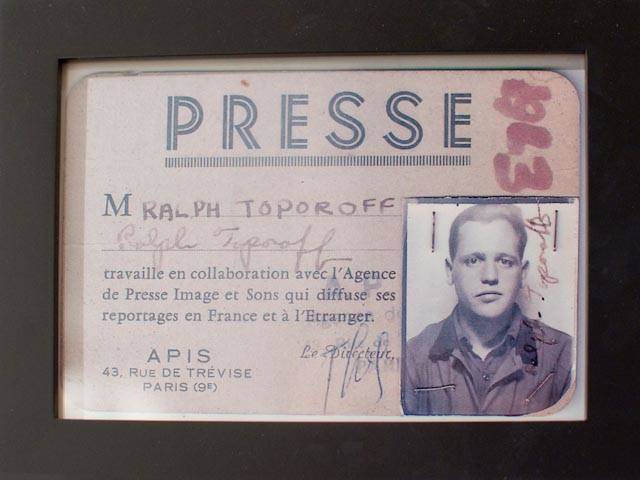 PRESSE
M RALPH TOPOROFF
Ralph Toporoff
travaille en collaboration avec l'Agence
de Presse Image et Sons qui diffuse ses
reportages en France et à l'Etranger.
APIS
43, RUE DE TRÉVISE
PARIS (9E)
Le Directeur,